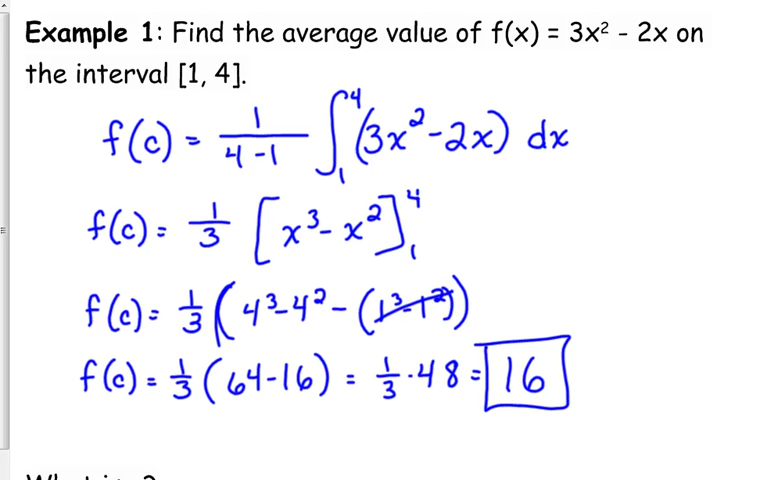 Example 1: Find the average value of f(x) = 3x² - 2x on
the interval [1, 4].
f(c) = 1/(4-1) ∫₁⁴ (3x² - 2x) dx
f(c) = 1/3 [x³ - x²]₁⁴
f(c) = 1/3 (4³ - 4² - (1³ - 1²))
f(c) = 1/3 (64 - 16) = 1/3 · 48 = 16